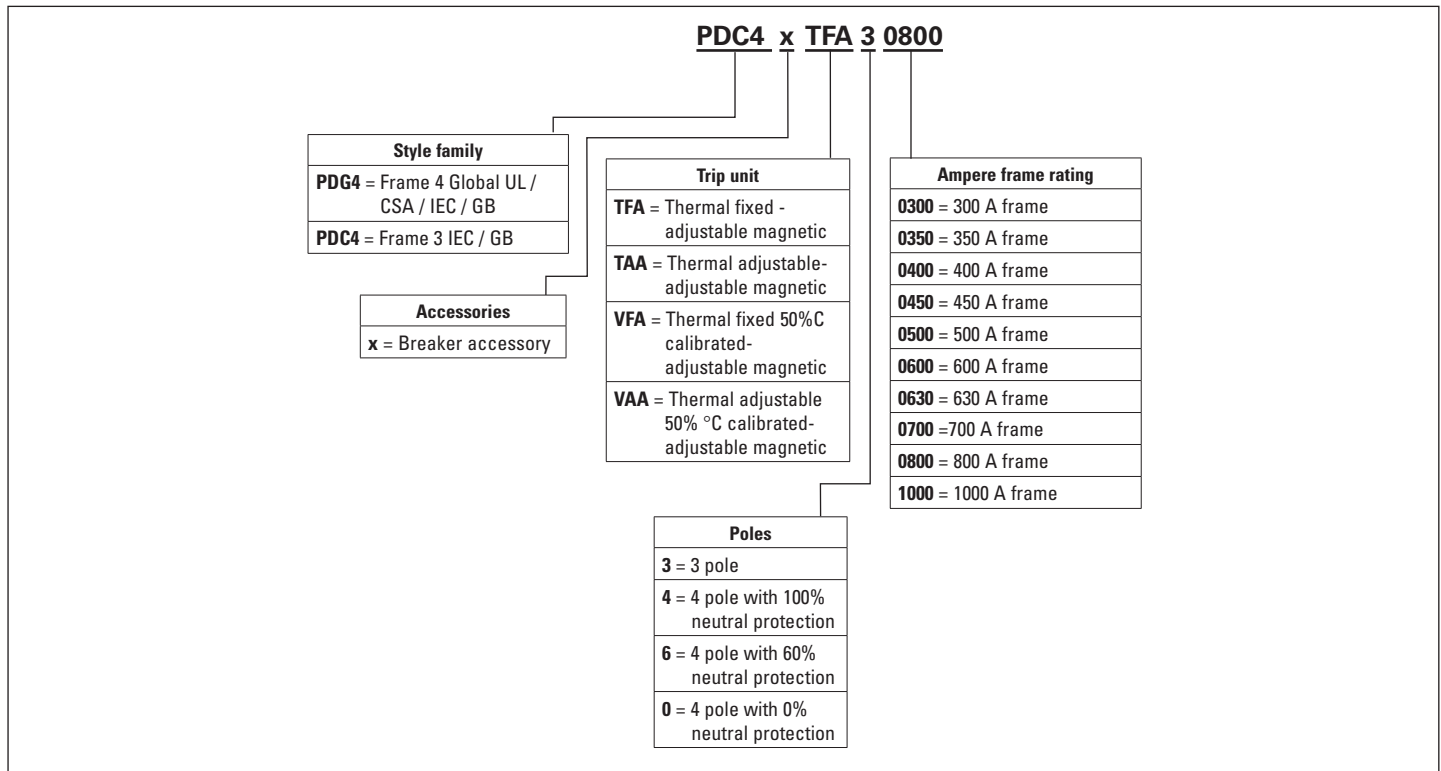 PDC4 x TFA 3 0800
Style family
PDG4 = Frame 4 Global UL /
CSA / IEC / GB
PDC4 = Frame 3 IEC / GB
Accessories
x = Breaker accessory
Trip unit
TFA = Thermal fixed -
adjustable magnetic
TAA = Thermal adjustable-
adjustable magnetic
VFA = Thermal fixed 50%C
calibrated-
adjustable magnetic
VAA = Thermal adjustable
50% °C calibrated-
adjustable magnetic
Ampere frame rating
0300 = 300 A frame
0350 = 350 A frame
0400 = 400 A frame
0450 = 450 A frame
0500 = 500 A frame
0600 = 600 A frame
0630 = 630 A frame
0700 =700 A frame
0800 = 800 A frame
1000 = 1000 A frame
Poles
3 = 3 pole
4 = 4 pole with 100%
neutral protection
6 = 4 pole with 60%
neutral protection
0 = 4 pole with 0%
neutral protection